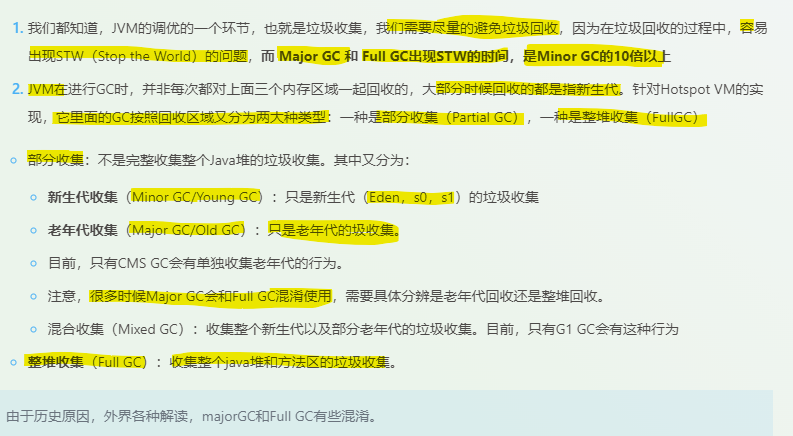 1. 我们都知道，JVM的调优的一个环节，也就是垃圾收集，我们需要尽量的避免垃圾回收，因为在垃圾回收的过程中，容易
出现STW（Stop the World）的问题，而 Major GC 和 Full GC出现STW的时间，是Minor GC的10倍以上
2. JVM在进行GC时，并非每次都对上面三个内存区域一起回收的，大部分时候回收的都是指新生代。针对Hotspot VM的实
现，它里面的GC按照回收区域又分为两大种类型：一种是部分收集（Partial GC），一种是整堆收集（FullGC）
部分收集：不是完整收集整个Java堆的垃圾收集。其中又分为：
新生代收集（Minor GC/Young GC）：只是新生代（Eden，s0，s1）的垃圾收集
老年代收集（Major GC/Old GC）：只是老年代的圾收集。
目前，只有CMS GC会有单独收集老年代的行为。
注意，很多时候Major GC会和Full GC混淆使用，需要具体分辨是老年代回收还是整堆回收。
混合收集（Mixed GC）：收集整个新生代以及部分老年代的垃圾收集。目前，只有G1 GC会有这种行为
整堆收集（Full GC）：收集整个java堆和方法区的垃圾收集。
由于历史原因，外界各种解读，majorGC和Full GC有些混淆。